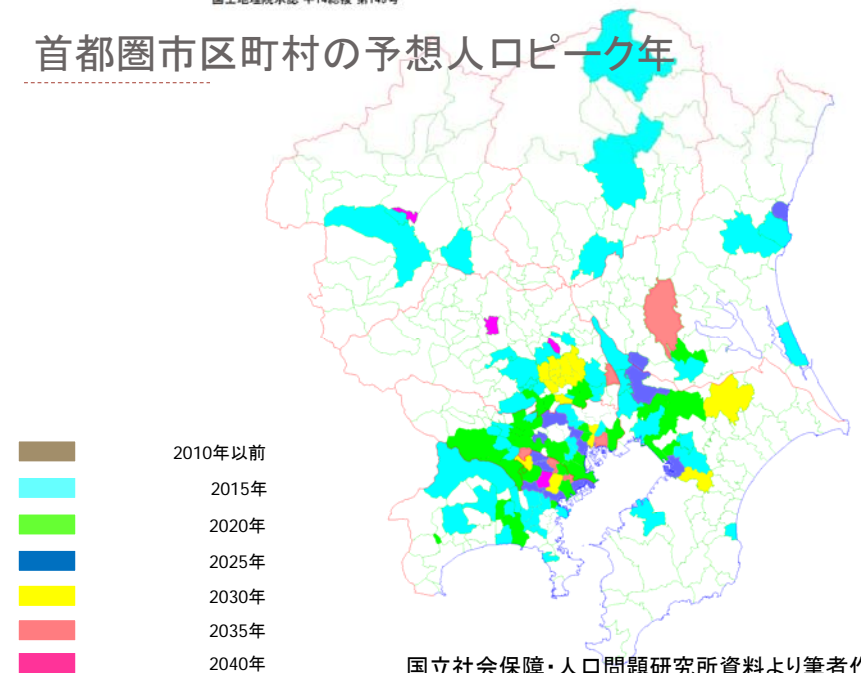 首都圏市区町村の予想人口ピーク年
2010年以前
2015年
2020年
2025年
2030年
2035年
2040年
国立社会保障・人口問題研究所資料より筆者作